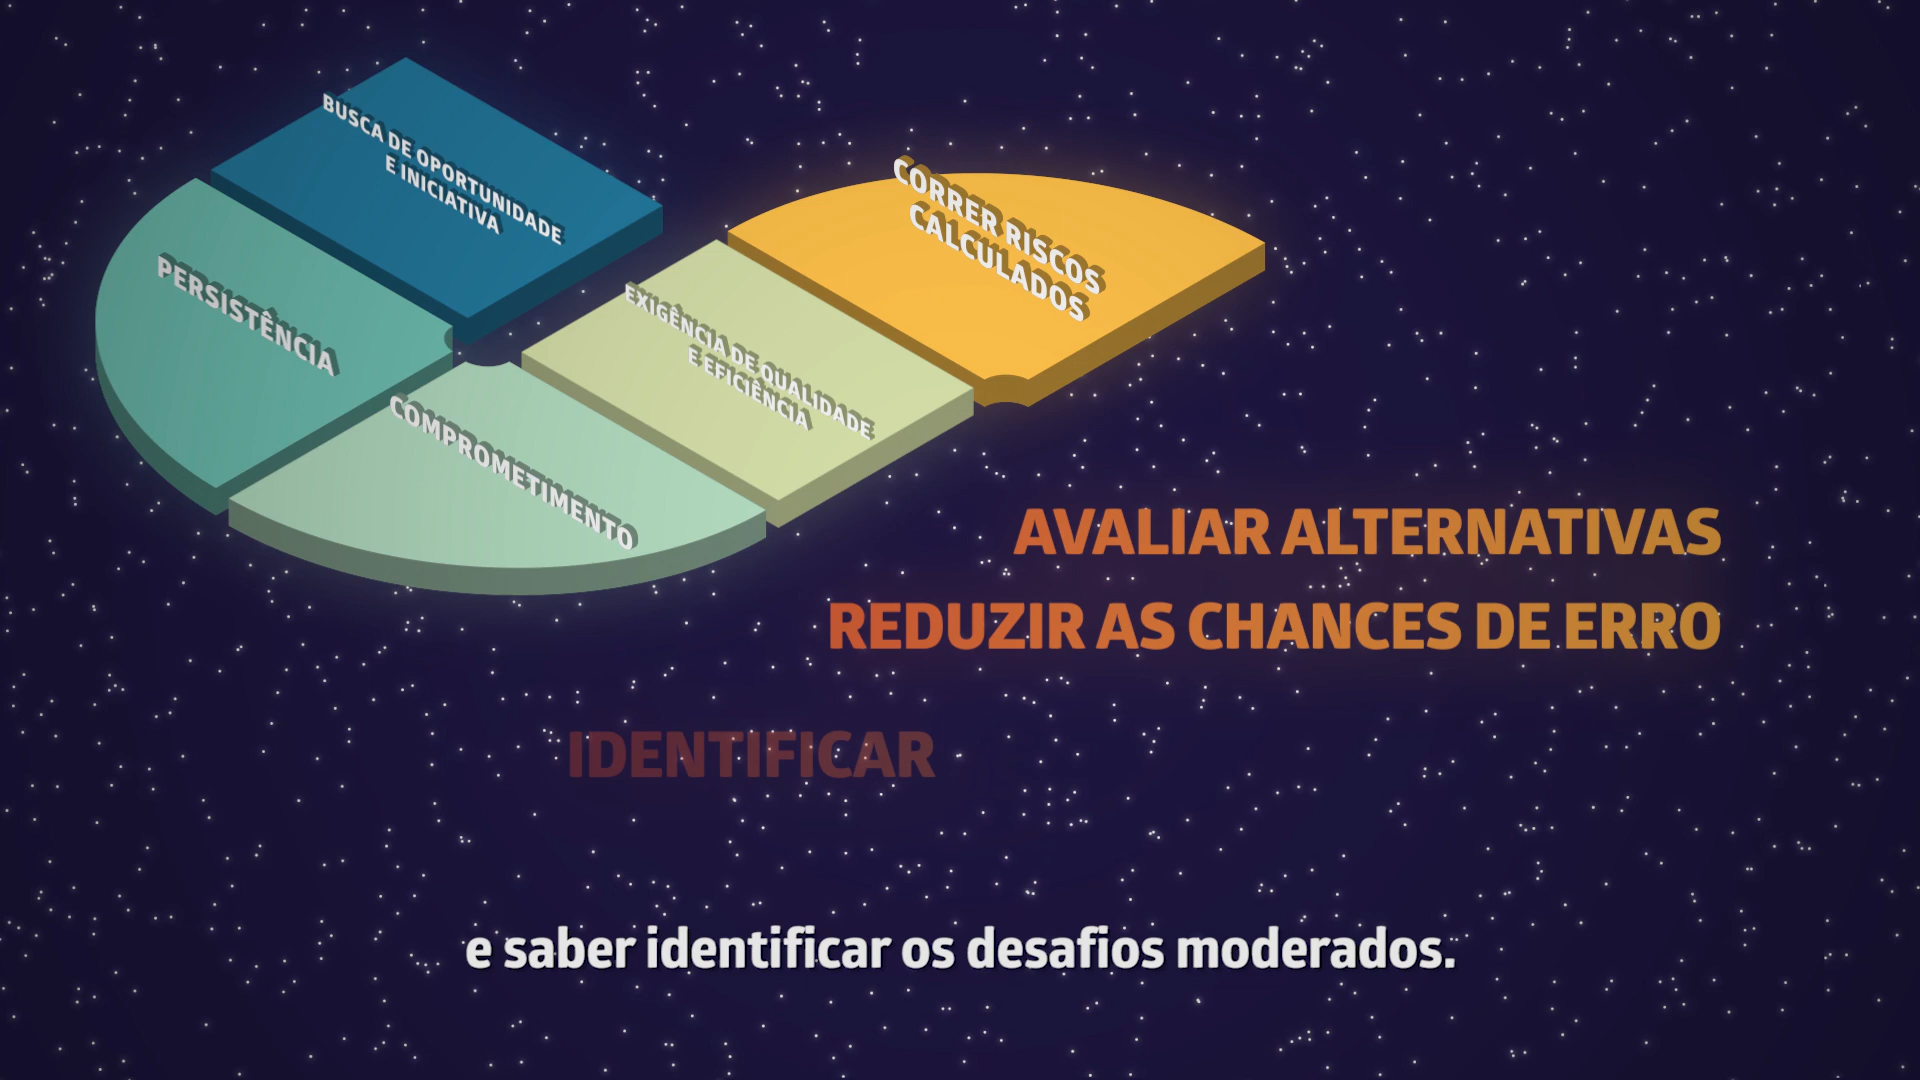 BUSCA DE OPORTUNIDADE
E INICIATIVA
PERSISTÊNCIA
COMPROMETIMENTO
EXIGÊNCIA DE QUALIDADE
E EFICIÊNCIA
CORRER RISCOS
CALCULADOS
AVALIAR ALTERNATIVAS
REDUZIR AS CHANCES DE ERRO
IDENTIFICAR
e saber identificar os desafios moderados.